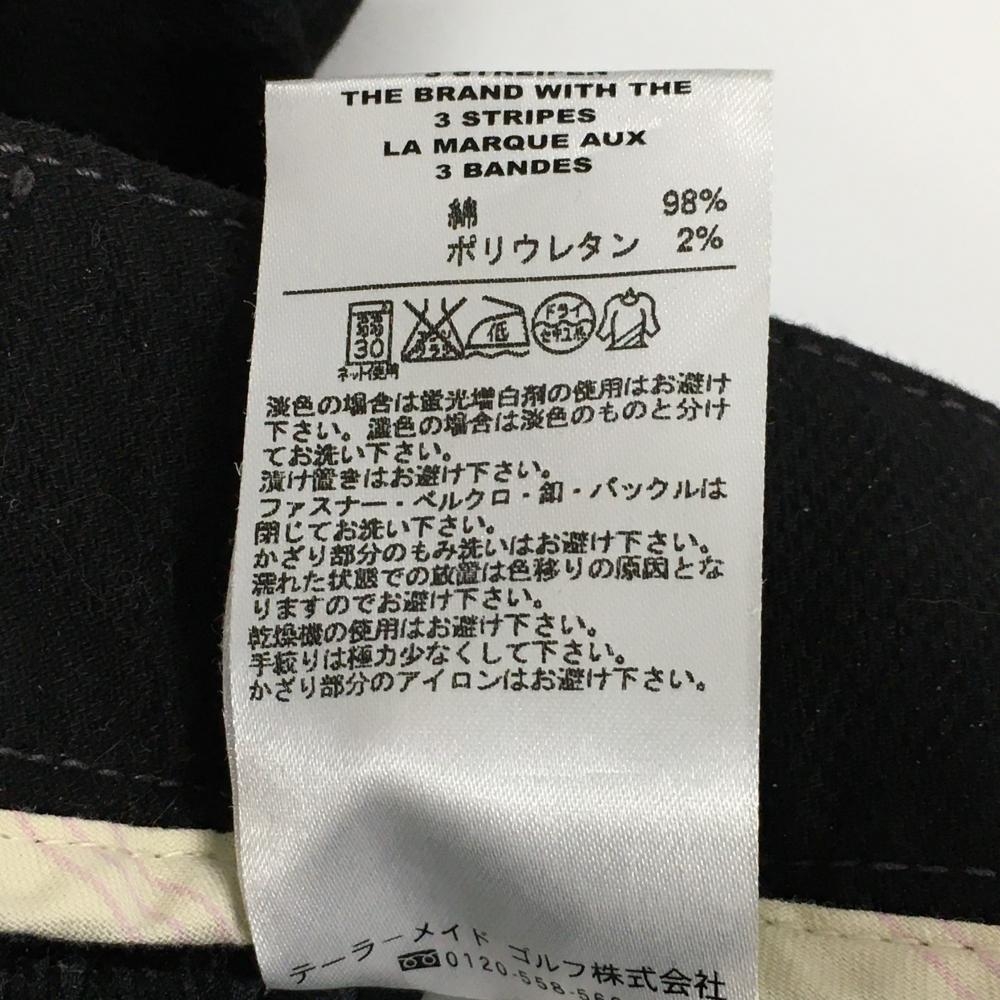 3 STREIFEN
THE BRAND WITH THE
3 STRIPES
LA MARQUE AUX
3 BANDES
綿 98%
ポリウレタン 2%
30
ネット使用
低
ドライ
セキユ系
淡色の場合は蛍光増白剤の使用はお避け
下さい。濃色の場合は淡色のものと分け
てお洗い下さい。
漬け置きはお避け下さい。
ファスナー・ベルクロ・釦・バックルは
閉じてお洗い下さい。
かざり部分のもみ洗いはお避け下さい。
濡れた状態での放置は色移りの原因とな
りますのでお避け下さい。
乾燥機の使用はお避け下さい。
手絞りは極力少なくして下さい。
かざり部分のアイロンはお避け下さい。
テーラーメイド ゴルフ株式会社
0120-558-56